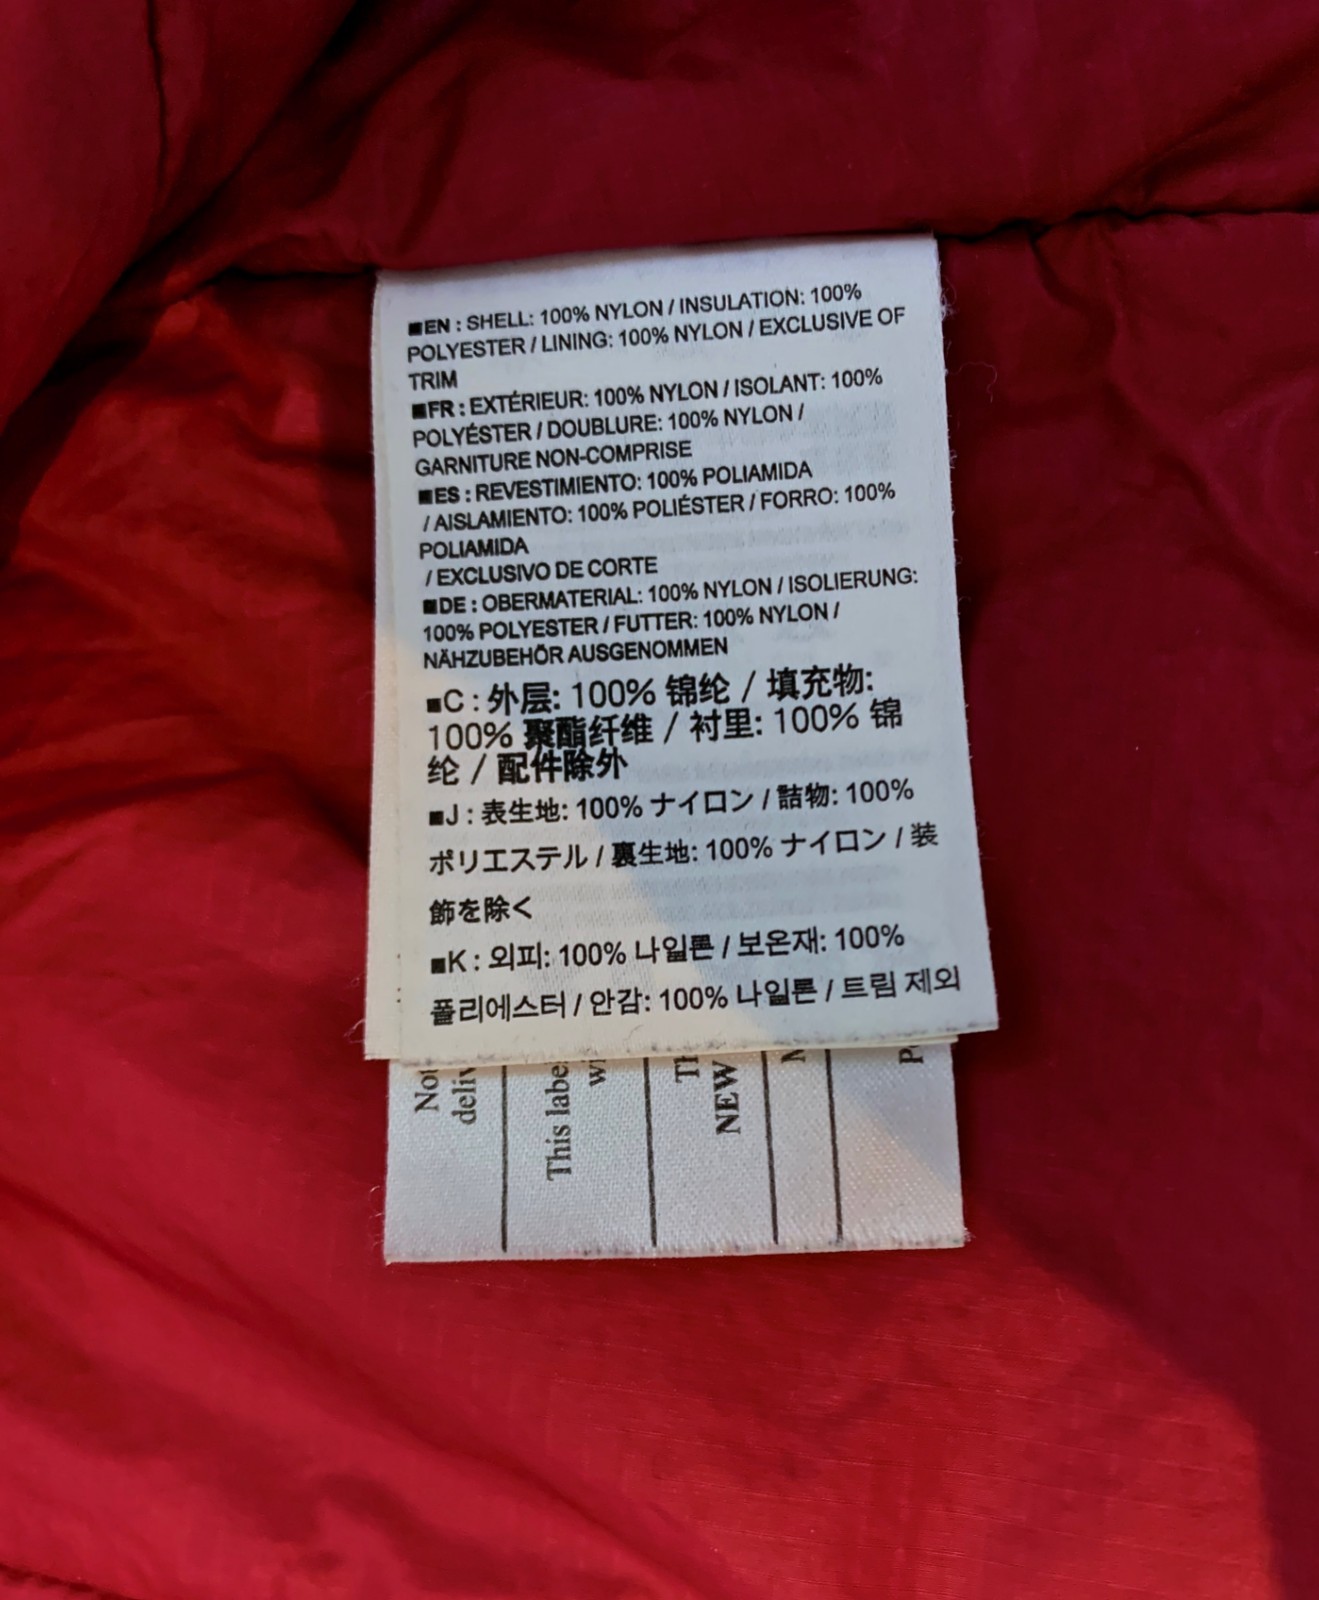 ■EN : SHELL: 100% NYLON / INSULATION: 100%
POLYESTER / LINING: 100% NYLON / EXCLUSIVE OF
TRIM
■FR : EXTÉRIEUR: 100% NYLON / ISOLANT: 100%
POLYÉSTER / DOUBLURE: 100% NYLON /
GARNITURE NON-COMPRISE
■ES : REVESTIMIENTO: 100% POLIAMIDA
/ AISLAMIENTO: 100% POLIÉSTER / FORRO: 100%
POLIAMIDA
/ EXCLUSIVO DE CORTE
■DE : OBERMATERIAL: 100% NYLON / ISOLIERUNG:
100% POLYESTER / FUTTER: 100% NYLON /
NÄHZUBEHÖR AUSGENOMMEN
■C : 外层: 100% 锦纶 / 填充物:
100% 聚酯纤维 / 衬里: 100% 锦
纶 / 配件除外
■J : 表生地: 100% ナイロン / 詰物: 100%
ポリエステル / 裏生地: 100% ナイロン / 装
飾を除く
■K : 외피: 100% 나일론 / 보온재: 100%
폴리에스터 / 안감: 100% 나일론 / 트림 제외
Not
deliv
This labe
wi
Th
NEW